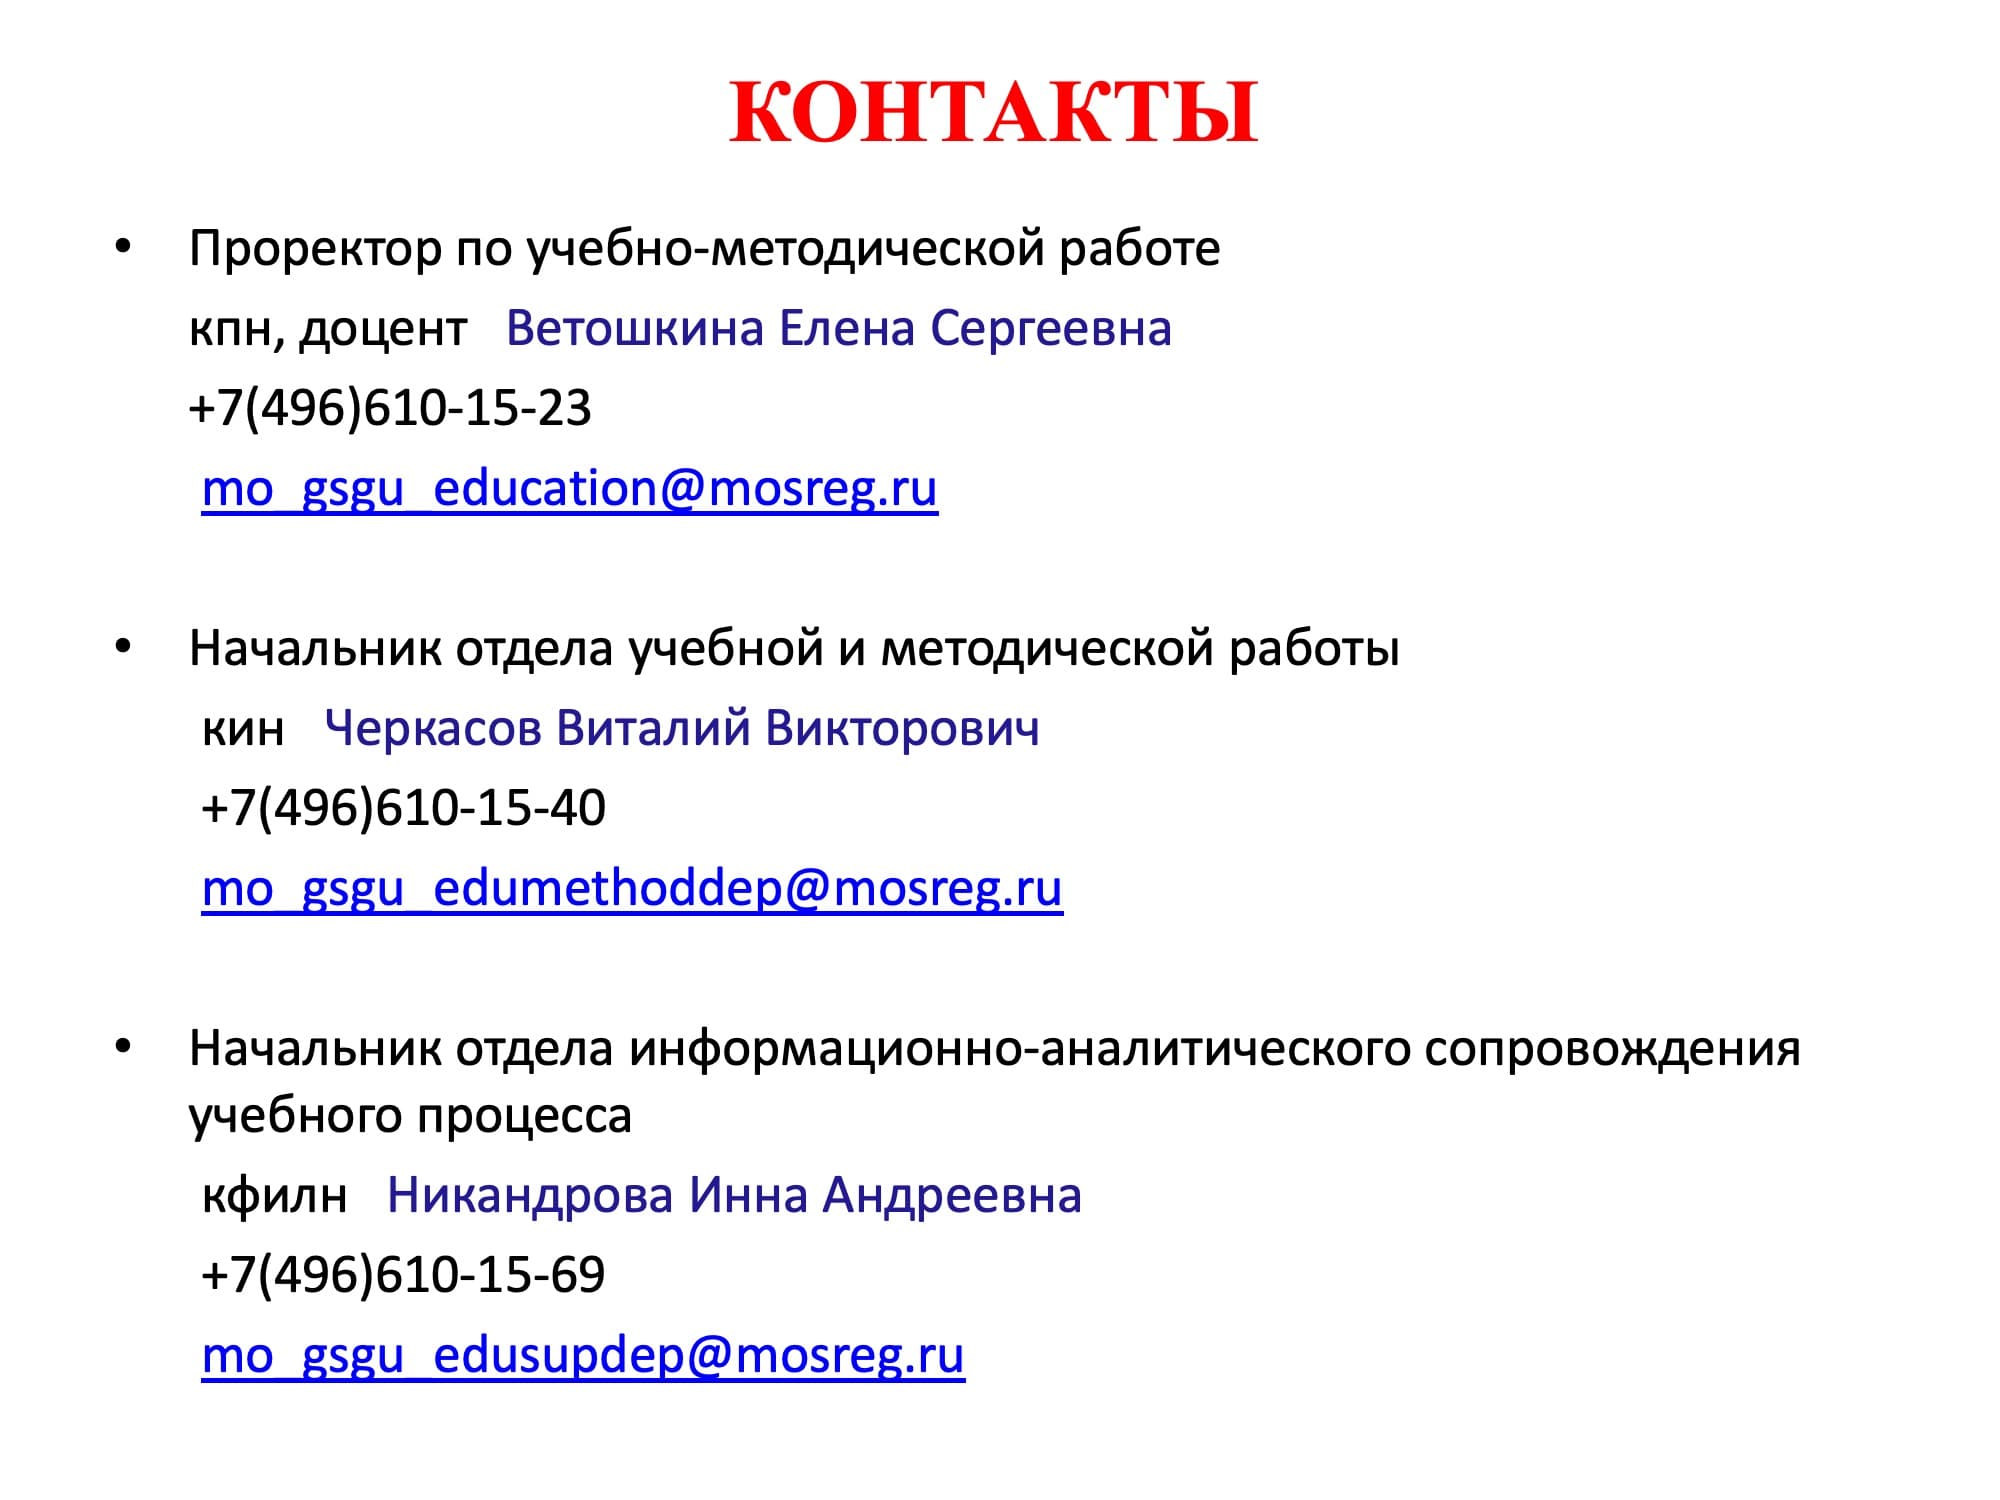 КОНТАКТЫ
• Проректор по учебно-методической работе
кпн, доцент Ветошкина Елена Сергеевна
+7(496)610-15-23
mo_gsgu_education@mosreg.ru
• Начальник отдела учебной и методической работы
кин Черкасов Виталий Викторович
+7(496)610-15-40
mo_gsgu_edumethoddep@mosreg.ru
• Начальник отдела информационно-аналитического сопровождения
учебного процесса
кфилн Никандрова Инна Андреевна
+7(496)610-15-69
mo_gsgu_edusupdep@mosreg.ru